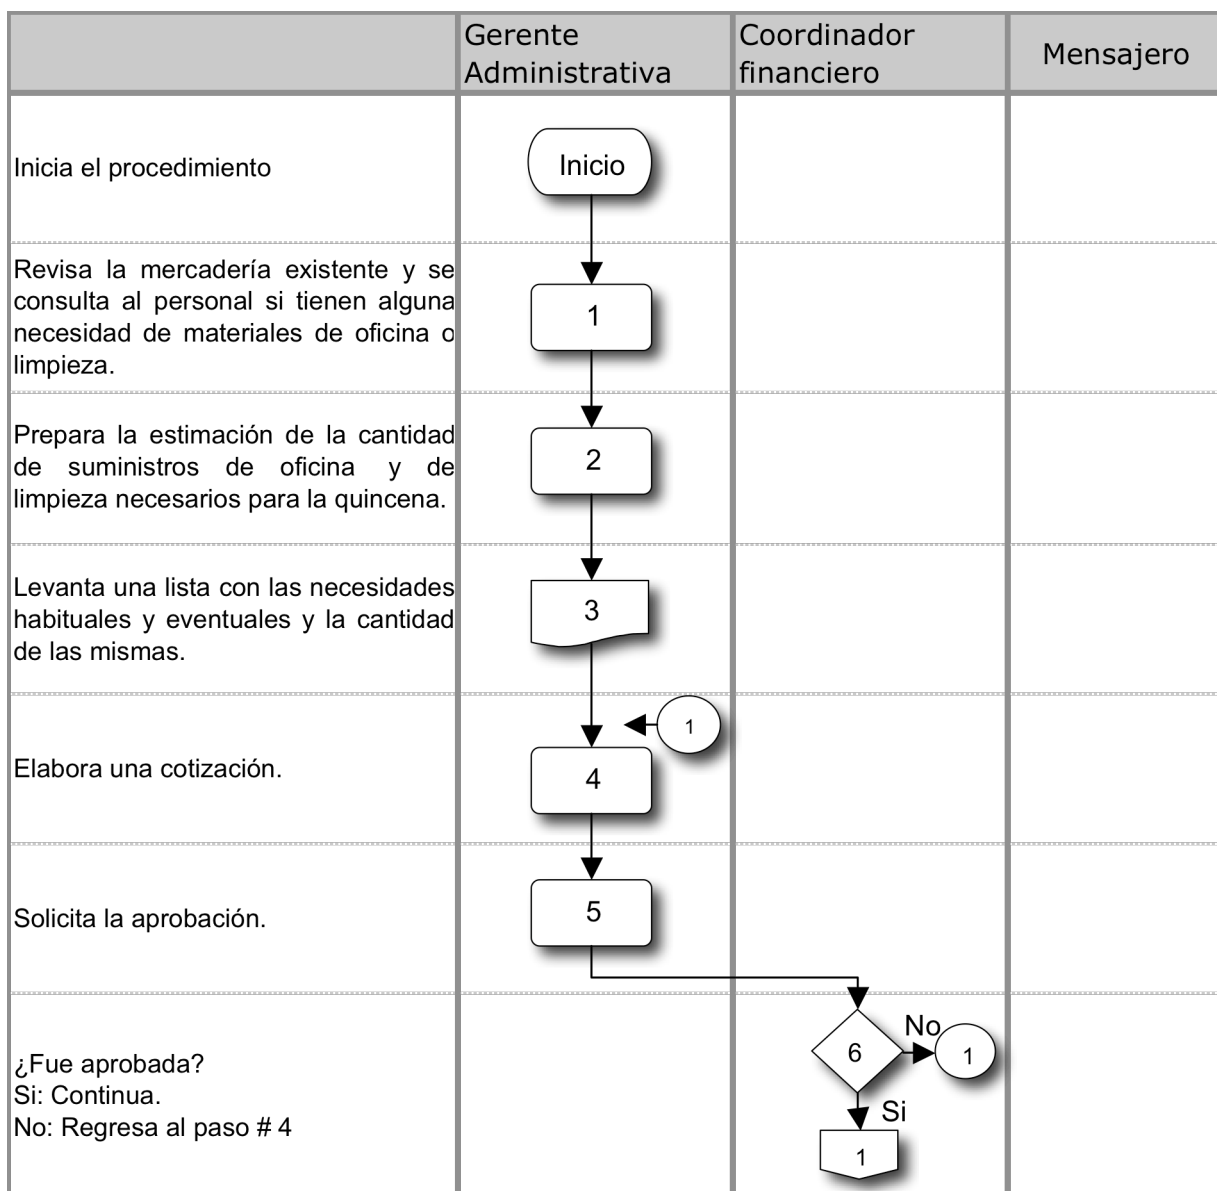 Gerente
Administrativa
Coordinador
financiero
Mensajero
Inicia el procedimiento
Inicio
Revisa la mercadería existente y se
consulta al personal si tienen alguna
necesidad de materiales de oficina o
limpieza.
1
Prepara la estimación de la cantidad
de suministros de oficina y de
limpieza necesarios para la quincena.
2
Levanta una lista con las necesidades
habituales y eventuales y la cantidad
de las mismas.
3
1
Elabora una cotización.
4
Solicita la aprobación.
5
¿Fue aprobada?
Si: Continua.
No: Regresa al paso # 4
6
No
1
Si
1